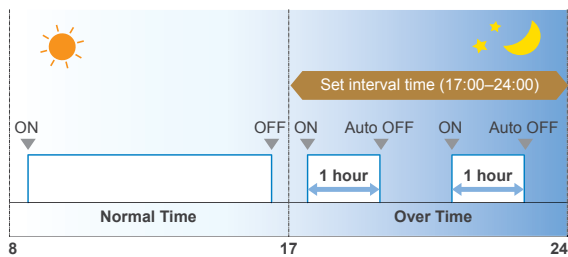 Set interval time (17:00–24:00)
ON OFF ON Auto OFF ON Auto OFF
1 hour 1 hour
Normal Time Over Time
8 17 24